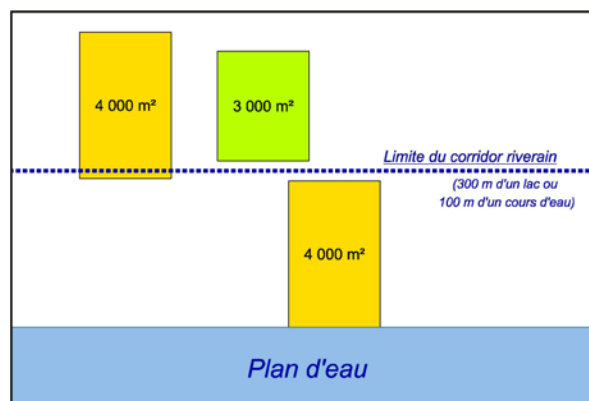 4 000 m²
3 000 m²
Limite du corridor riverain
(300 m d'un lac ou
100 m d'un cours d'eau)
4 000 m²
Plan d'eau